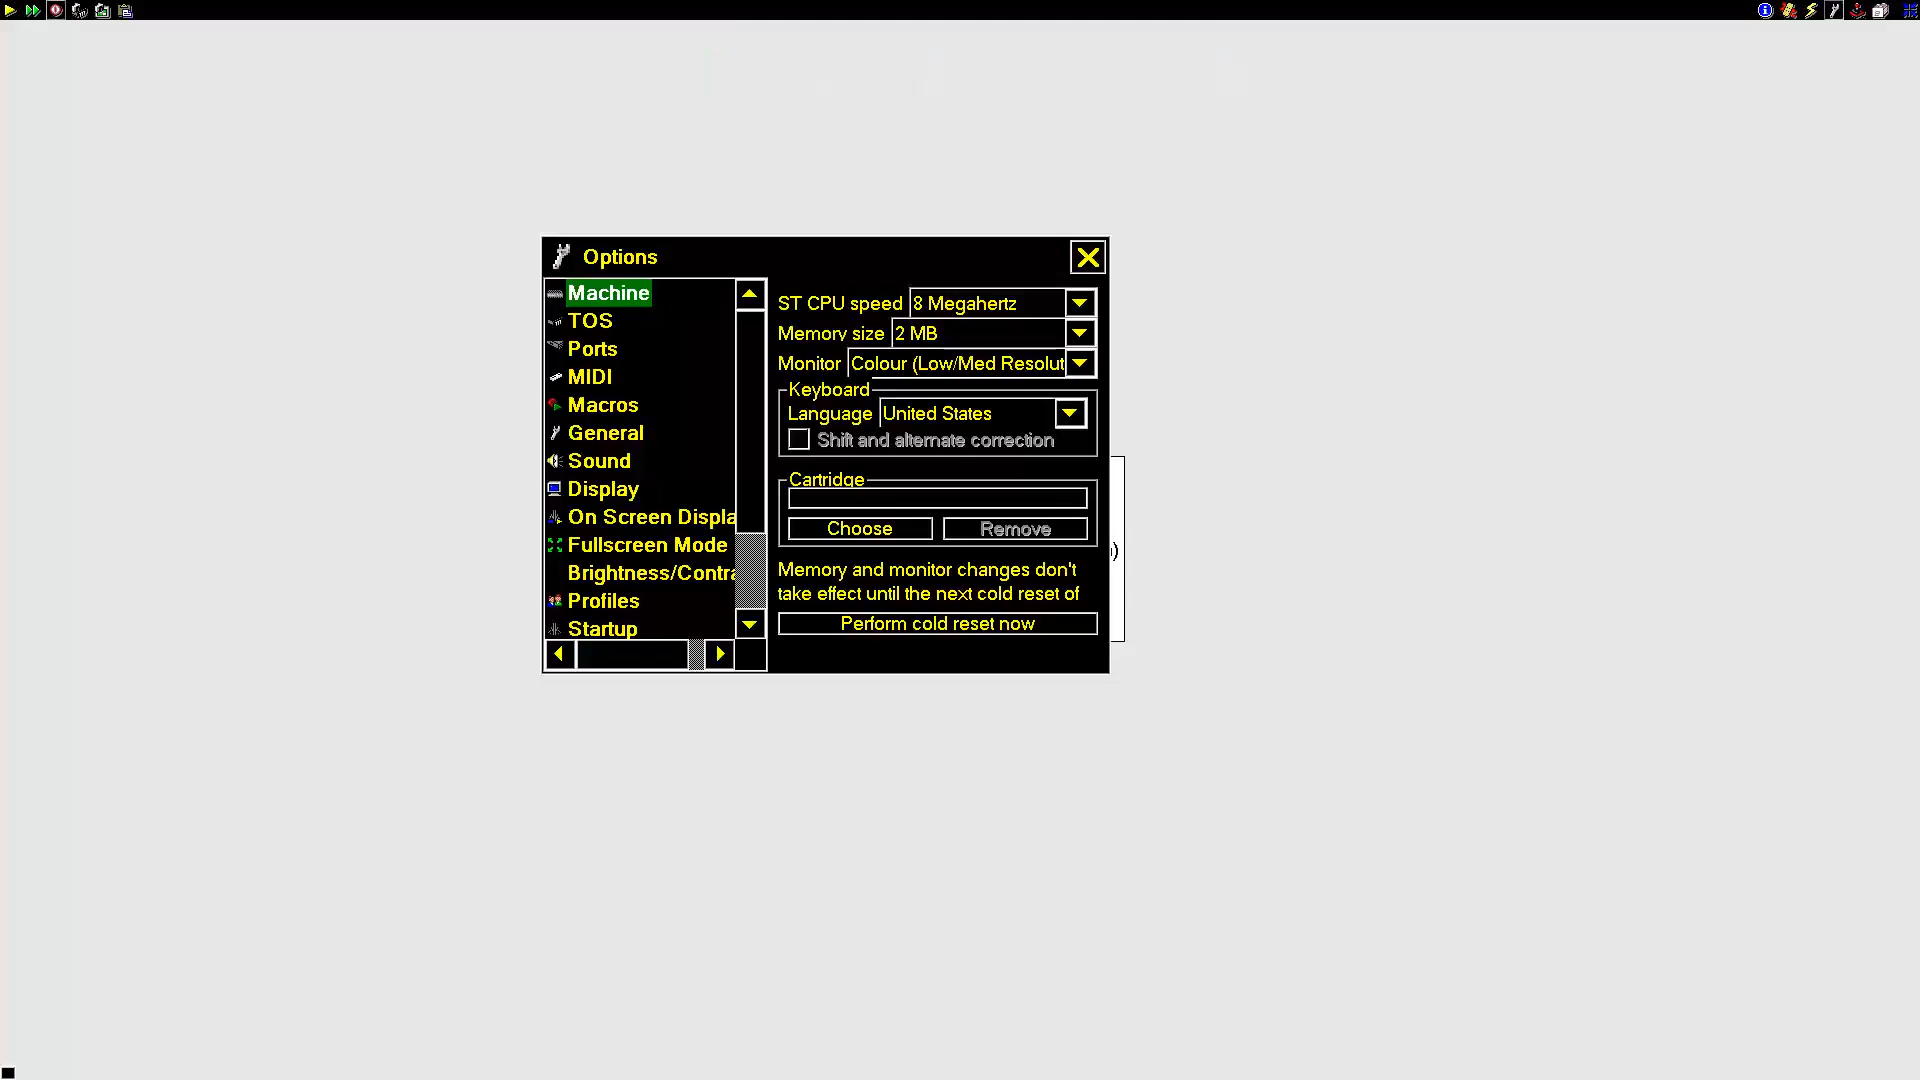 Options
Machine
TOS
Ports
MIDI
Macros
General
Sound
Display
On Screen Displa
Fullscreen Mode
Brightness/Contra
Profiles
Startup
ST CPU speed 8 Megahertz
Memory size 2 MB
Monitor Colour (Low/Med Resolut
Keyboard
Language United States
Shift and alternate correction
Cartridge
Choose Remove
Memory and monitor changes don't
take effect until the next cold reset of
Perform cold reset now
)